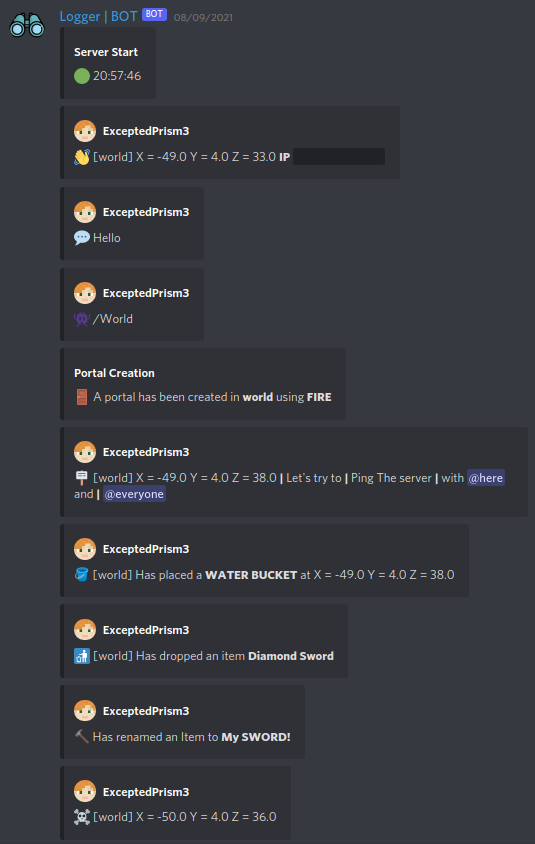 Logger | BOT BOT 08/09/2021
Server Start
20:57:46
ExceptedPrism3
[world] X = -49.0 Y = 4.0 Z = 33.0 IP
ExceptedPrism3
Hello
ExceptedPrism3
/World
Portal Creation
A portal has been created in world using FIRE
ExceptedPrism3
[world] X = -49.0 Y = 4.0 Z = 38.0 | Let's try to | Ping The server | with @here
and | @everyone
ExceptedPrism3
[world] Has placed a WATER BUCKET at X = -49.0 Y = 4.0 Z = 38.0
ExceptedPrism3
[world] Has dropped an item Diamond Sword
ExceptedPrism3
Has renamed an Item to My SWORD!
ExceptedPrism3
[world] X = -50.0 Y = 4.0 Z = 36.0